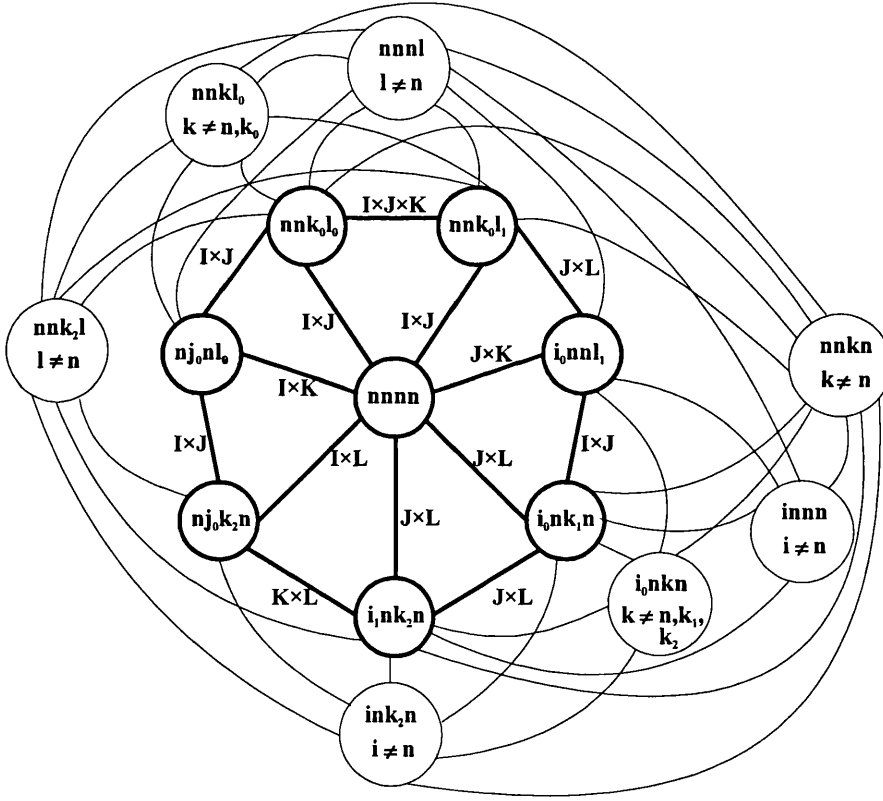 nnnl
l ≠ n
nnkl₀
k ≠ n,k₀
I×J×K
nnk₀l₀
nnk₀l₁
I×J
J×L
I×J
I×J
nnk₂l
l ≠ n
nj₀nl₀
J×K
i₀nnl₁
nnkn
k ≠ n
I×K
nnnn
I×J
I×L
J×L
I×J
nj₀k₂n
J×L
i₀nk₁n
innn
i ≠ n
K×L
J×L
i₀nkn
k ≠ n,k₁,
k₂
i₁nk₂n
ink₂n
i ≠ n